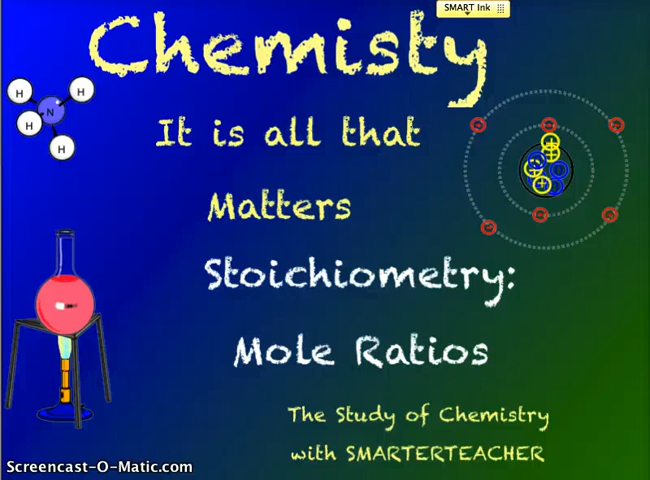 SMART Ink
Chemisty
It is all that
Matters
Stoichiometry:
Mole Ratios
The Study of Chemistry
with SMARTERTEACHER
H
H
N
H
H
Screencast-O-Matic.com